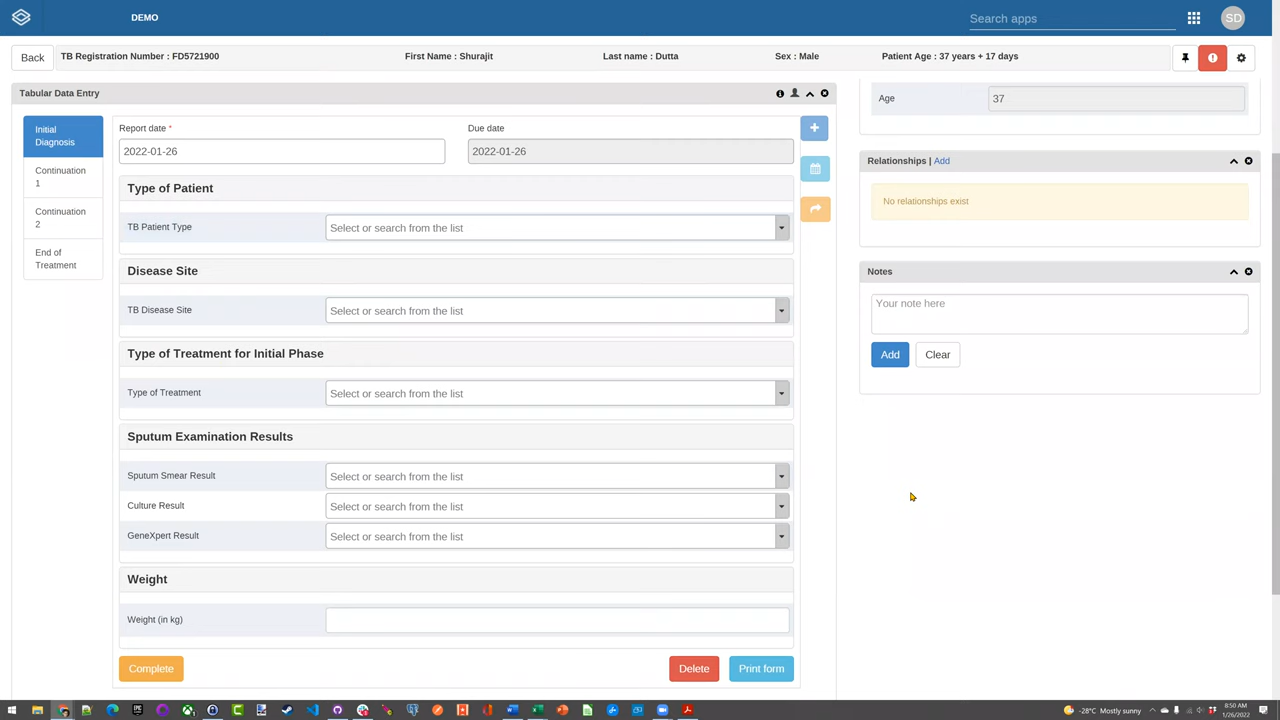 DEMO
Search apps
SD
Back
TB Registration Number : FD5721900
First Name : Shurajit
Last name : Dutta
Sex : Male
Patient Age : 37 years + 17 days
Tabular Data Entry
Initial
Diagnosis
Continuation
1
Continuation
2
End of
Treatment
Report date *
Due date
2022-01-26
2022-01-26
Type of Patient
TB Patient Type
Select or search from the list
Disease Site
TB Disease Site
Select or search from the list
Type of Treatment for Initial Phase
Type of Treatment
Select or search from the list
Sputum Examination Results
Sputum Smear Result
Select or search from the list
Culture Result
Select or search from the list
GeneXpert Result
Select or search from the list
Weight
Weight (in kg)
Complete
Delete
Print form
Age
37
Relationships | Add
No relationships exist
Notes
Your note here
Add
Clear
-28°C Mostly sunny
8:50 AM
1/26/2022